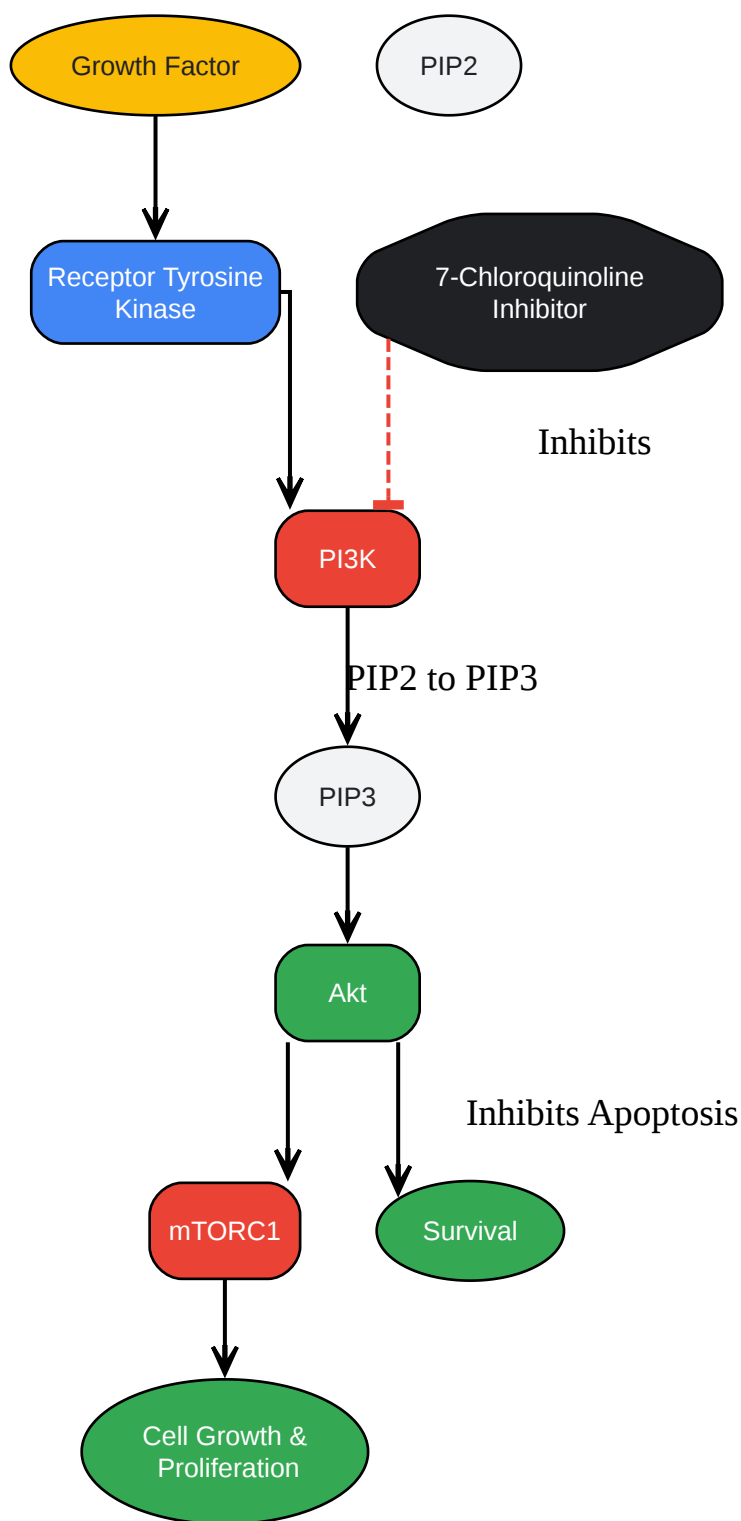 Growth Factor
PIP2
Receptor Tyrosine
Kinase
7-Chloroquinoline
Inhibitor
Inhibits
PI3K
PIP2 to PIP3
PIP3
Akt
Inhibits Apoptosis
mTORC1
Survival
Cell Growth &
Proliferation